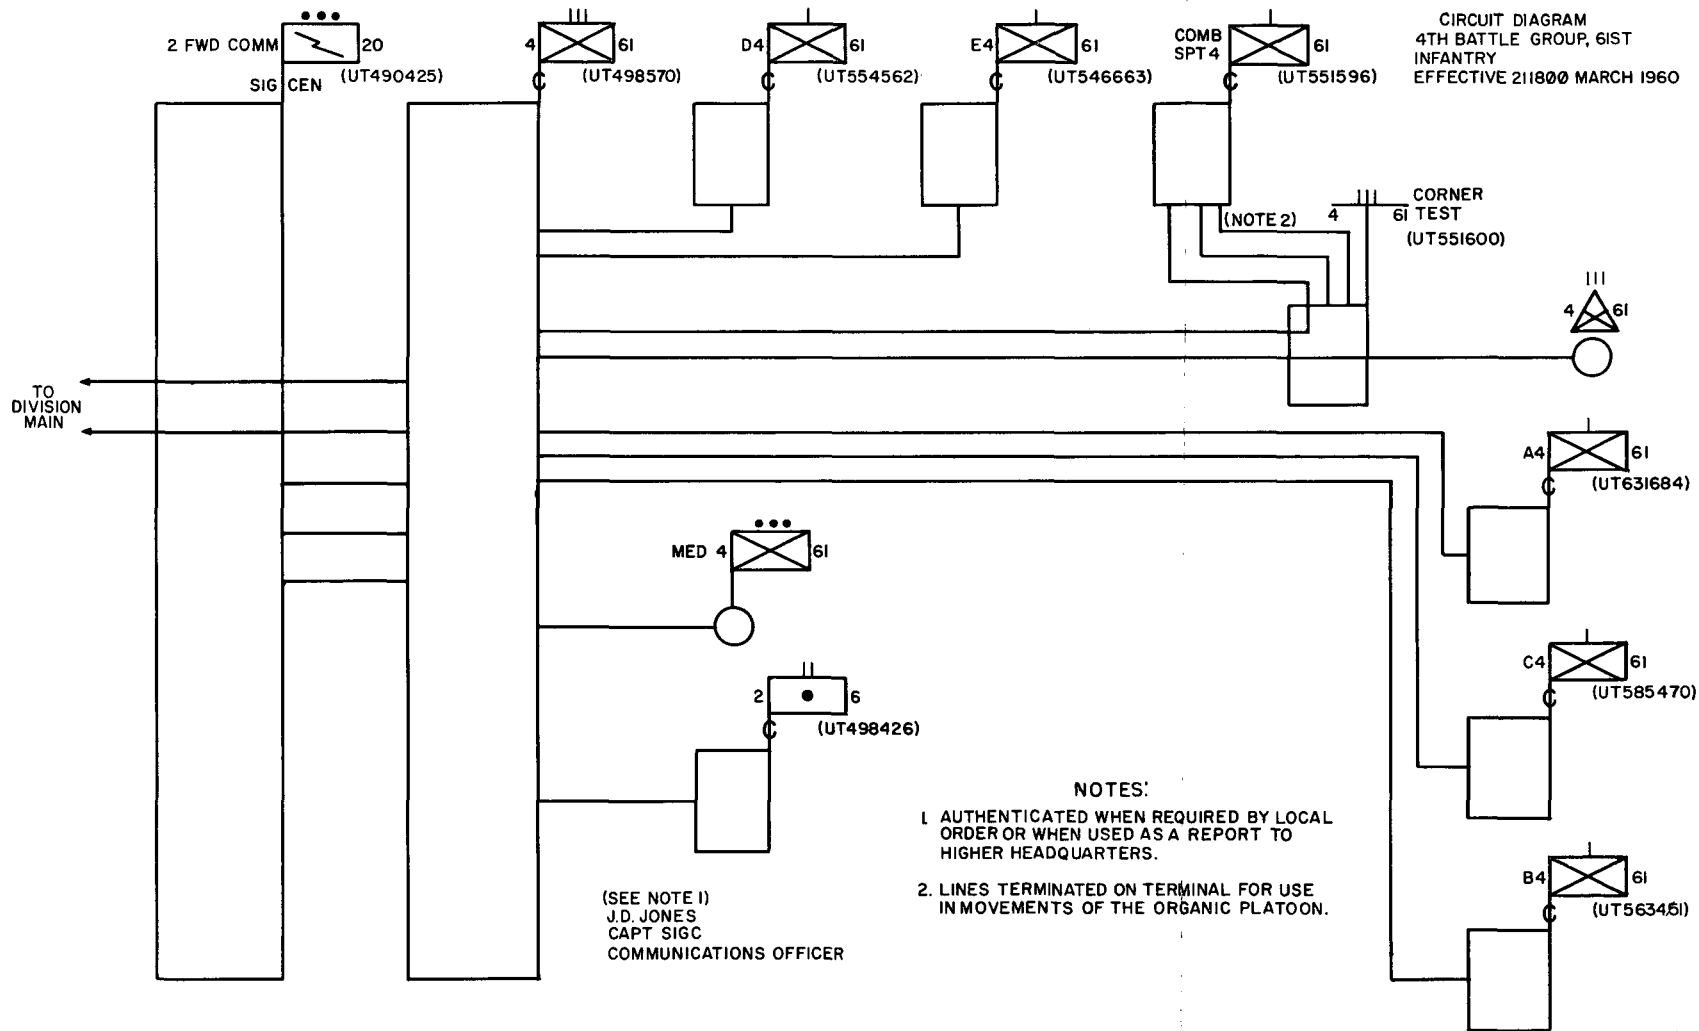 2 FWD COMM 20
(UT490425)
SIG CEN
4 61
(UT498570)
D4 61
(UT554562)
E4 61
(UT546663)
COMB
SPT 4 61
(UT551596)
CIRCUIT DIAGRAM
4TH BATTLE GROUP, 61ST
INFANTRY
EFFECTIVE 211800 MARCH 1960
(NOTE 2)
4 61 CORNER
TEST
(UT551600)
4 61
TO
DIVISION
MAIN
A4 61
(UT631684)
MED 4 61
C4 61
(UT585470)
2 6
(UT498426)
B4 61
(UT563451)
NOTES:
1. AUTHENTICATED WHEN REQUIRED BY LOCAL
ORDER OR WHEN USED AS A REPORT TO
HIGHER HEADQUARTERS.
2. LINES TERMINATED ON TERMINAL FOR USE
IN MOVEMENTS OF THE ORGANIC PLATOON.
(SEE NOTE 1)
J.D. JONES
CAPT SIGC
COMMUNICATIONS OFFICER